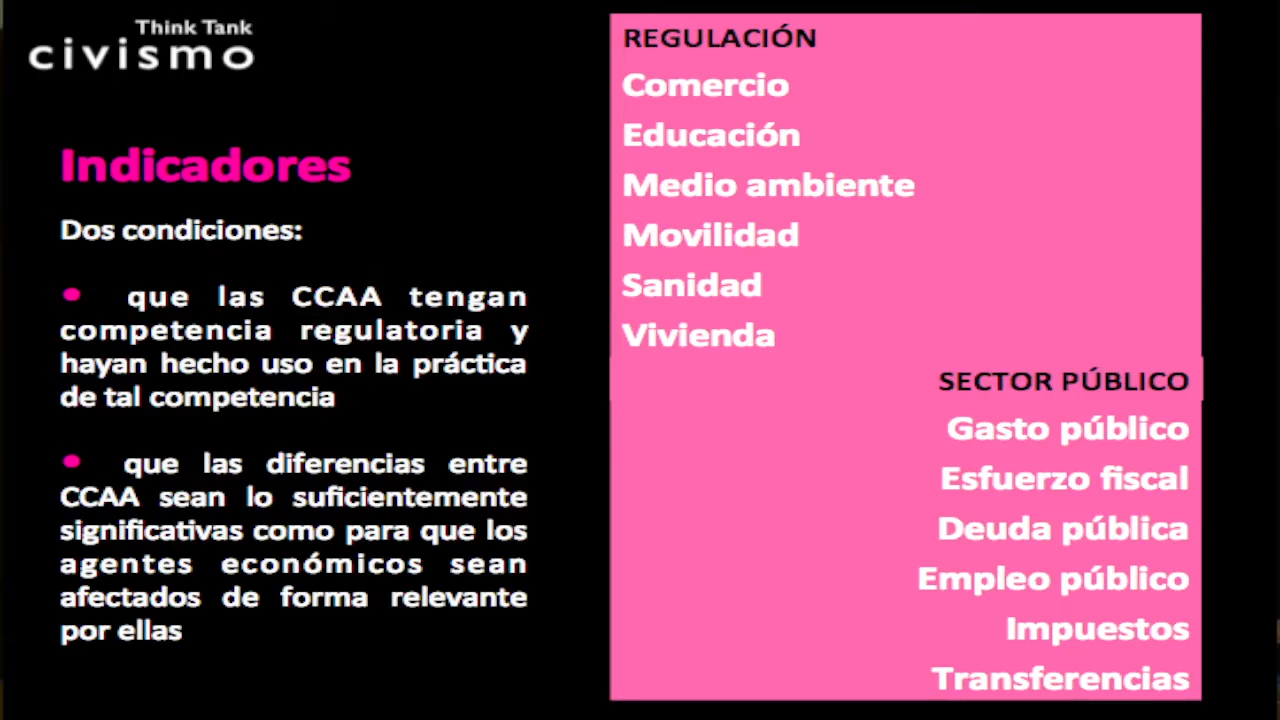 Think Tank
civismo
Indicadores
Dos condiciones:
• que las CCAA tengan
competencia regulatoria y
hayan hecho uso en la práctica
de tal competencia
• que las diferencias entre
CCAA sean lo suficientemente
significativas como para que los
agentes económicos sean
afectados de forma relevante
por ellas
REGULACIÓN
Comercio
Educación
Medio ambiente
Movilidad
Sanidad
Vivienda
SECTOR PÚBLICO
Gasto público
Esfuerzo fiscal
Deuda pública
Empleo público
Impuestos
Transferencias